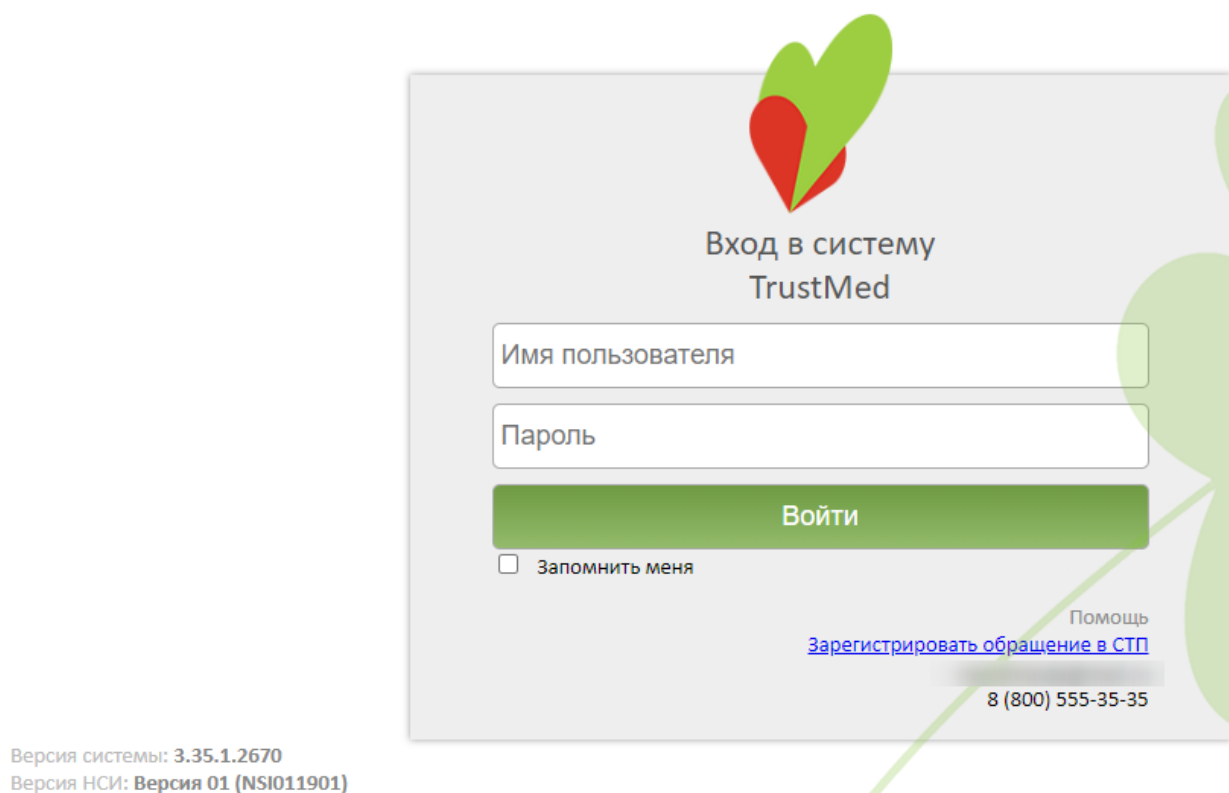 Вход в систему
TrustMed
Имя пользователя
Пароль
Войти
Запомнить меня
Помощь
Зарегистрировать обращение в СТП
8 (800) 555-35-35
Версия системы: 3.35.1.2670
Версия НСИ: Версия 01 (NSI011901)